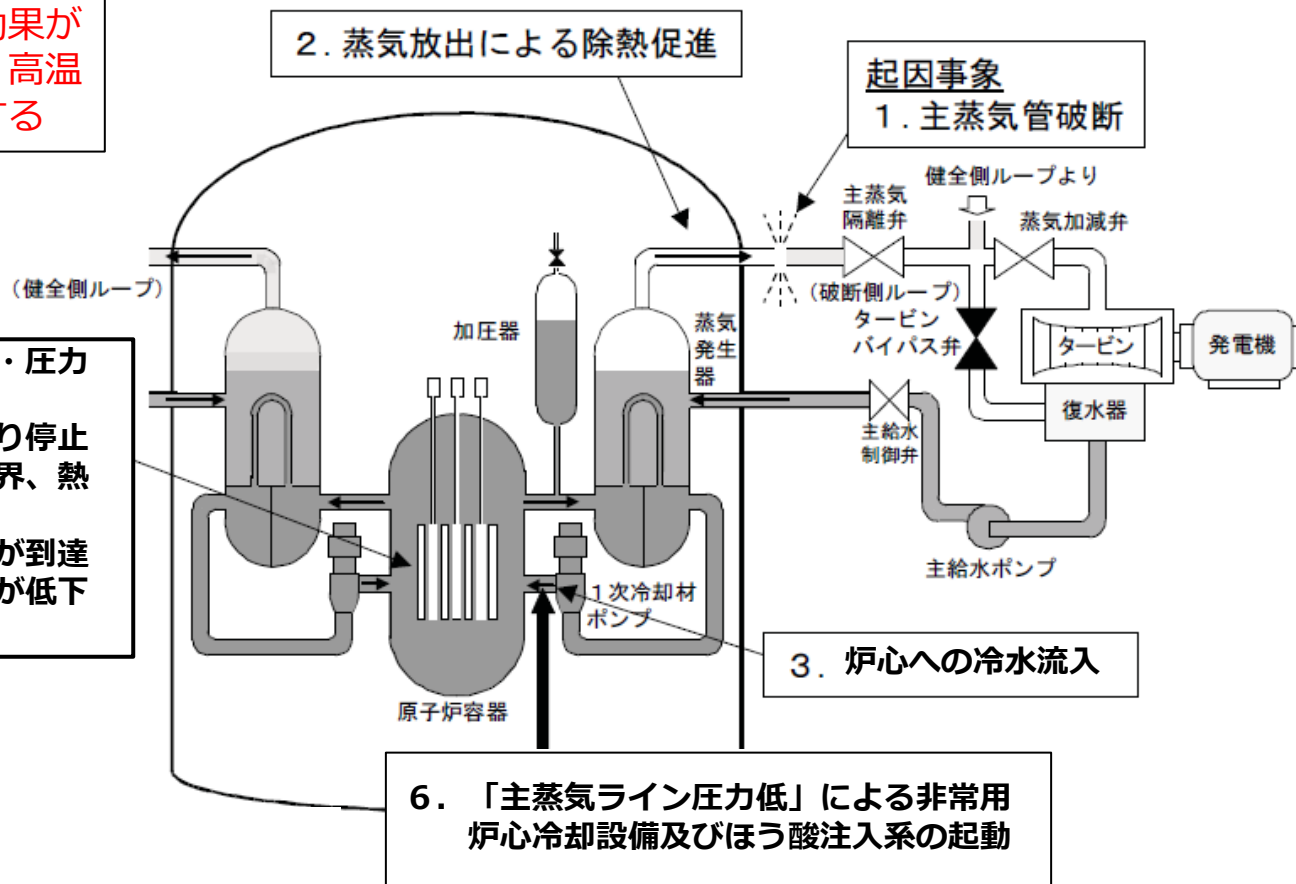 効果が
高温
する
2．蒸気放出による除熱促進
起因事象
1．主蒸気管破断
健全側ループより
主蒸気
隔離弁
蒸気加減弁
（健全側ループ）
（破断側ループ）
タービン
バイパス弁
加圧器
蒸気
発生
器
タービン
発電機
復水器
・圧力
り停止
界、熱
が到達
が低下
主給水
制御弁
主給水ポンプ
1次冷却材
ポンプ
3．炉心への冷水流入
原子炉容器
6．「主蒸気ライン圧力低」による非常用
炉心冷却設備及びほう酸注入系の起動